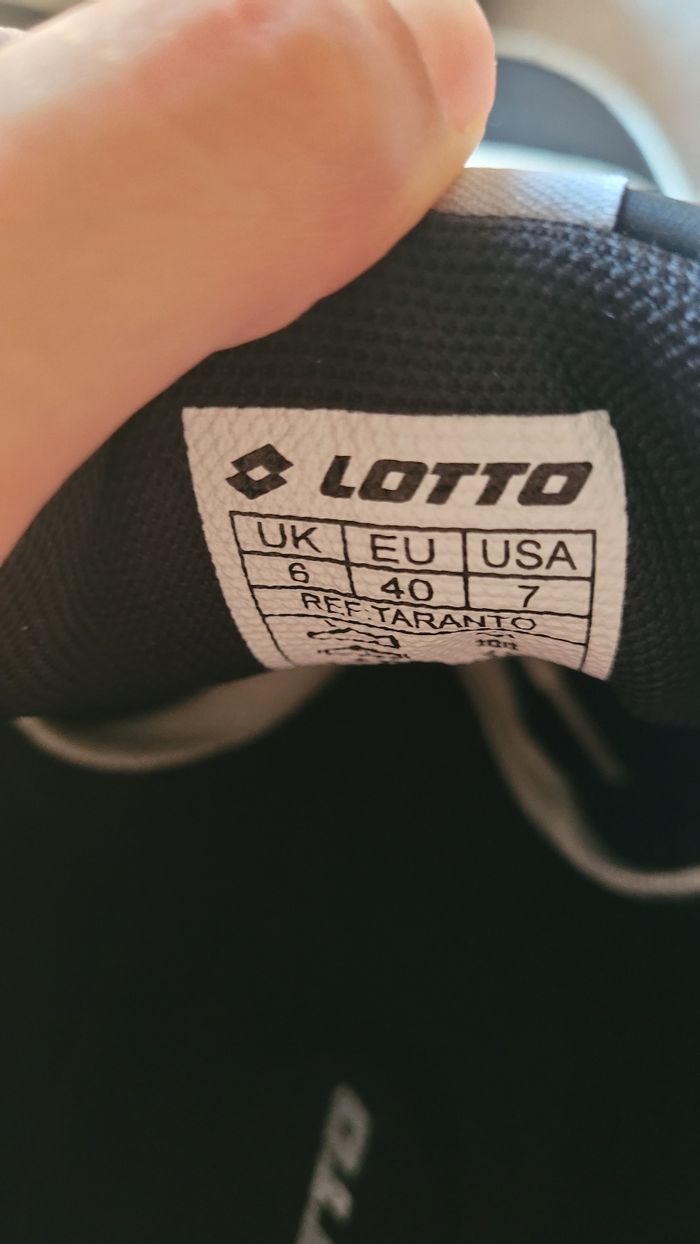 LOTTO
UK EU USA
6 40 7
REF:TARANTO